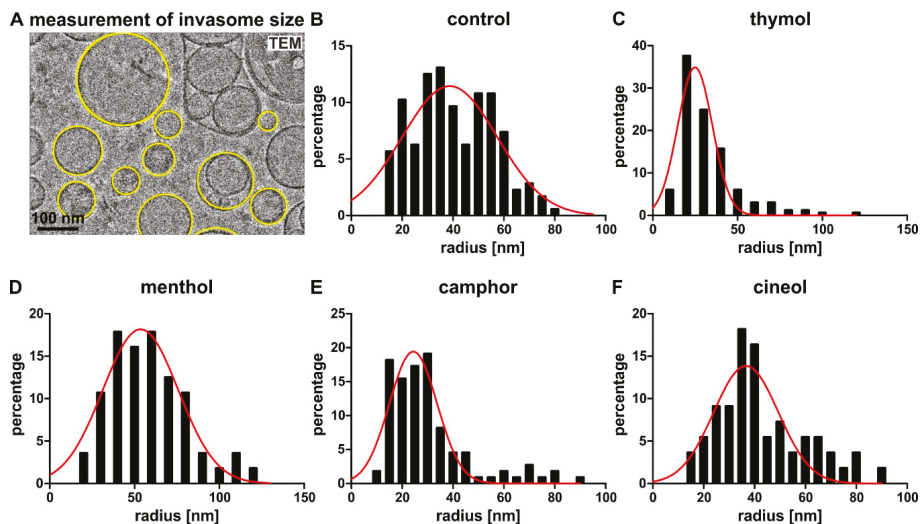 A measurement of invasome size
TEM
100 nm
B control
percentage
15
10
5
0
0 20 40 60 80 100
radius [nm]
C thymol
percentage
60
40
20
0
0 50 100 150
radius [nm]
D menthol
percentage
20
15
10
5
0
0 50 100 150
radius [nm]
E camphor
percentage
25
20
15
10
5
0
0 20 40 60 80 100
radius [nm]
F cineol
percentage
20
15
10
5
0
0 20 40 60 80 100
radius [nm]